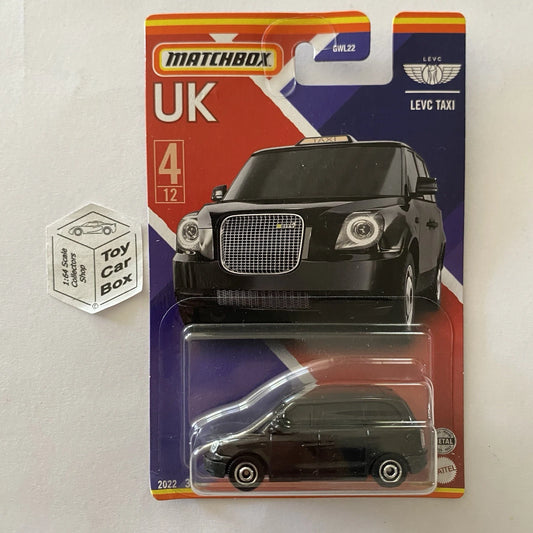 MATCHBOX
GWL22
LEVC
LEVC TAXI
UK
4
12
TAXI
1:64 Scale
Collectors
Shop
Toy
Car
Box
©
2022
METAL
MATTEL